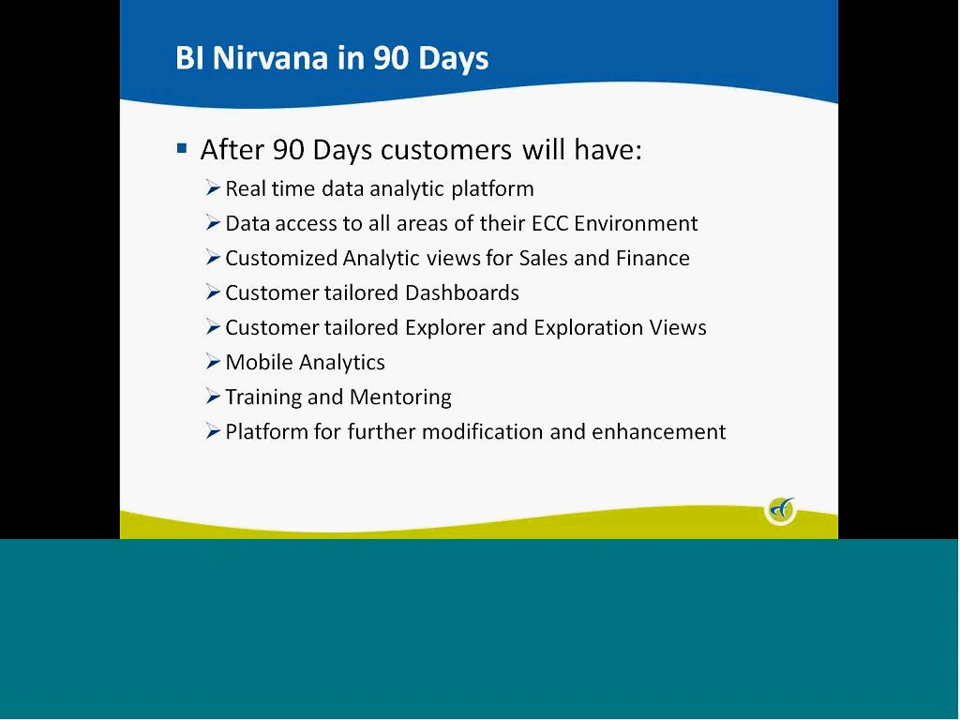 BI Nirvana in 90 Days
After 90 Days customers will have:
Real time data analytic platform
Data access to all areas of their ECC Environment
Customized Analytic views for Sales and Finance
Customer tailored Dashboards
Customer tailored Explorer and Exploration Views
Mobile Analytics
Training and Mentoring
Platform for further modification and enhancement